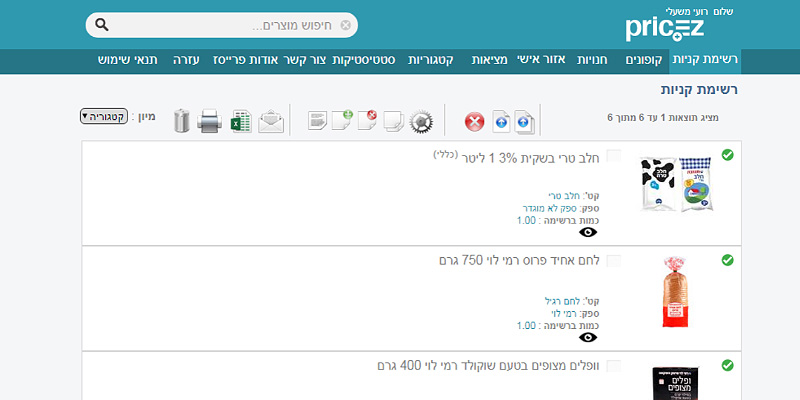 שלום רועי משעלי
pricez
חיפוש מוצרים...
רשימת קניות
קופונים
חנויות
אזור אישי
מציאות
קטגוריות
סטטיסטיקות
צור קשר
אודות פרייסז
עזרה
תנאי שימוש
רשימת קניות
מציג תוצאות 1 עד 6 מתוך 6
מיון : קטגוריה
חלב טרי בשקית 3% 1 ליטר (כללי)
קט': חלב טרי
ספק: ספק לא מוגדר
כמות ברשימה : 1.00
לחם אחיד פרוס רמי לוי 750 גרם
קט': לחם רגיל
ספק: רמי לוי
כמות ברשימה : 1.00
וופלים מצופים בטעם שוקולד רמי לוי 400 גרם
ופלים
מצופים